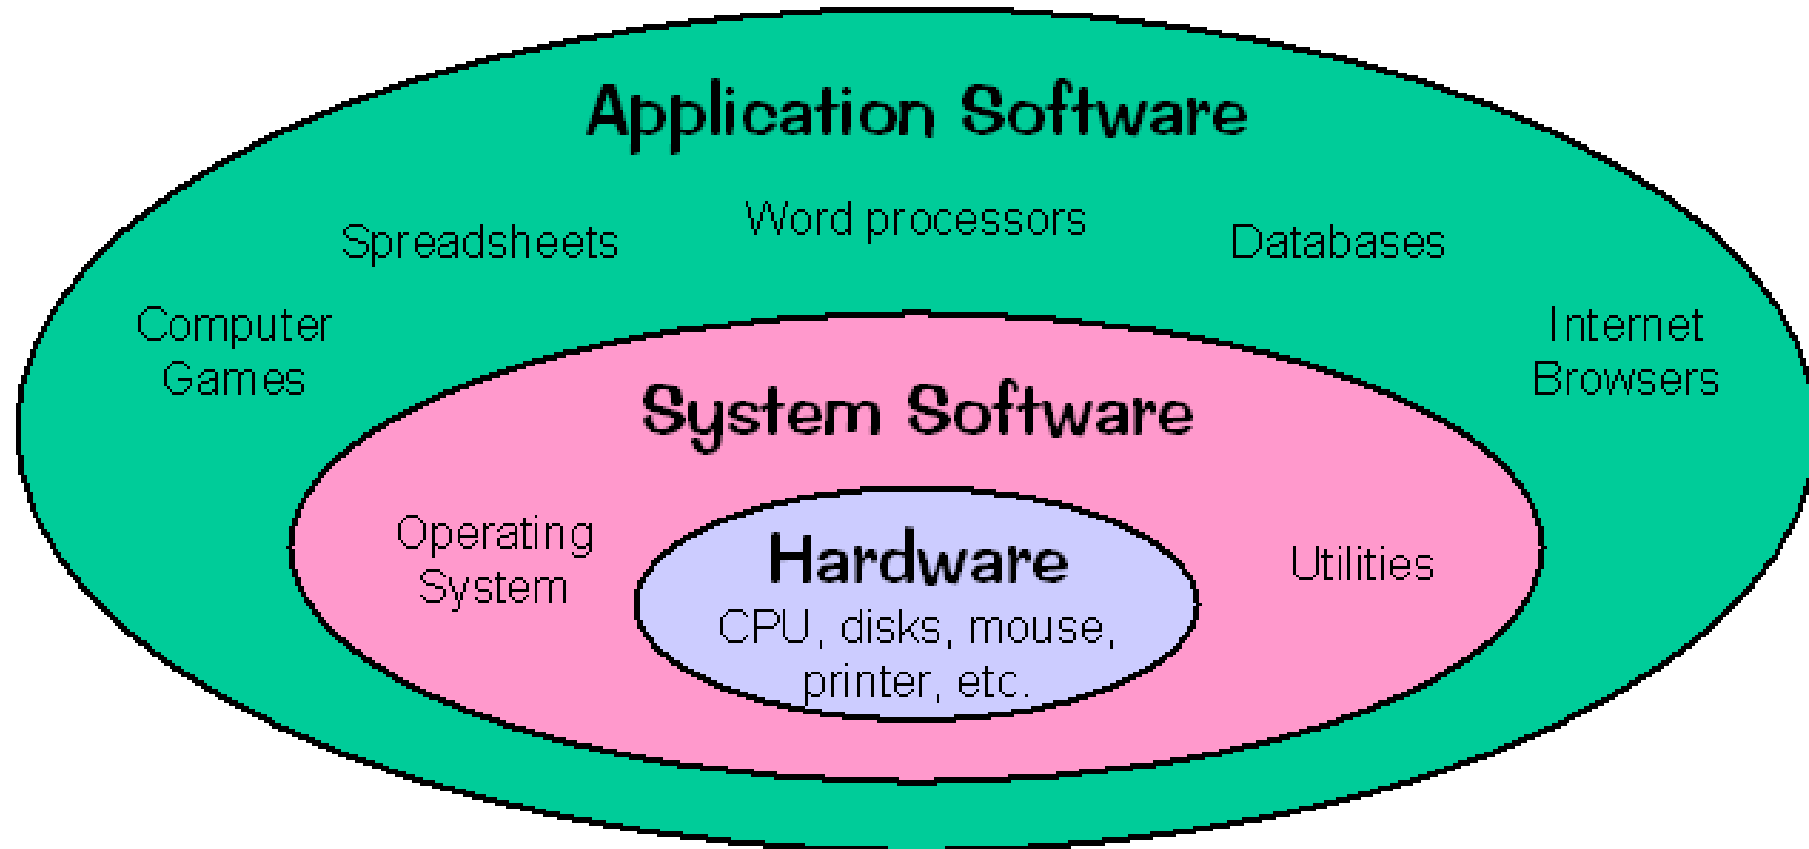 Application Software
Word processors
Spreadsheets
Databases
Computer
Games
Internet
Browsers
System Software
Operating
System
Utilities
Hardware
CPU, disks, mouse,
printer, etc.